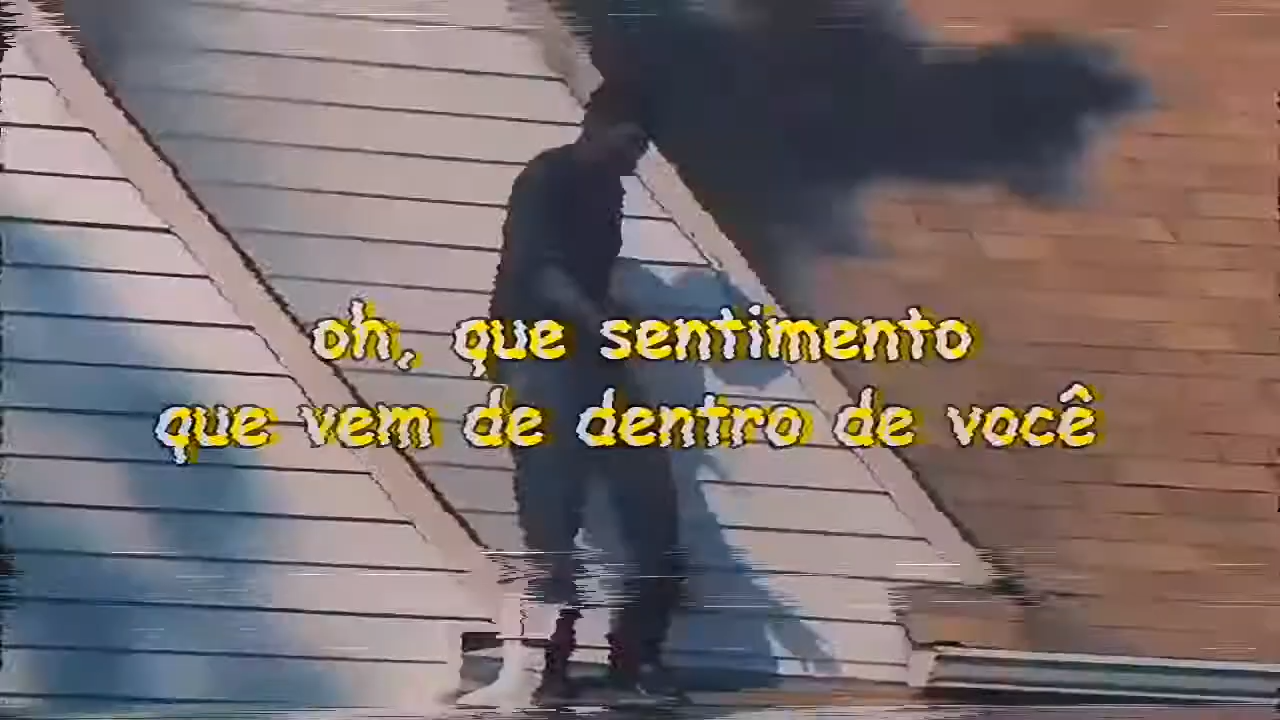 oh, que sentimento
que vem de dentro de você